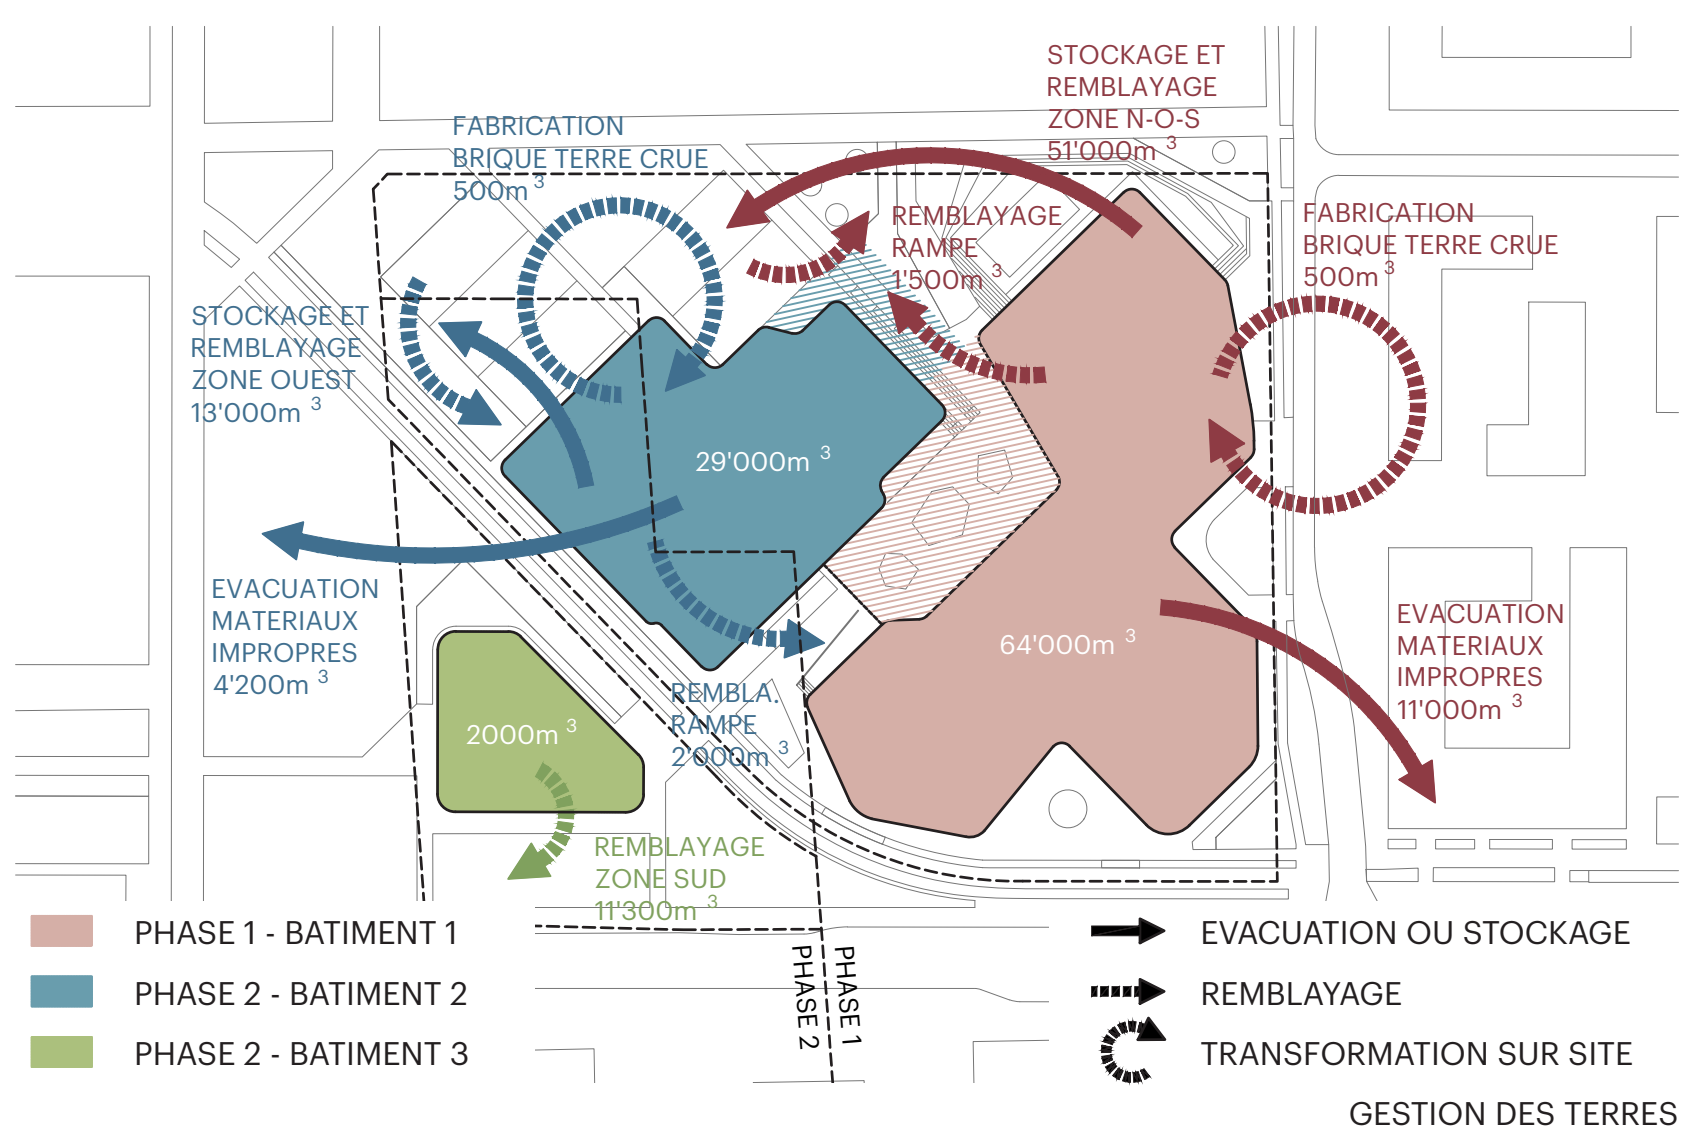 STOCKAGE ET
REMBLAYAGE
ZONE N-O-S
51'000m 3
FABRICATION
BRIQUE TERRE CRUE
500m 3
REMBLAYAGE
RAMPE
1'500m 3
FABRICATION
BRIQUE TERRE CRUE
500m 3
STOCKAGE ET
REMBLAYAGE
ZONE OUEST
13'000m 3
29'000m 3
EVACUATION
MATERIAUX
IMPROPRES
4'200m 3
64'000m 3
EVACUATION
MATERIAUX
IMPROPRES
11'000m 3
REMBLA.
RAMPE
2'000m 3
2000m 3
REMBLAYAGE
ZONE SUD
11'300m 3
PHASE 1 - BATIMENT 1
PHASE 2 - BATIMENT 2
PHASE 2 - BATIMENT 3
PHASE 2
PHASE 1
EVACUATION OU STOCKAGE
REMBLAYAGE
TRANSFORMATION SUR SITE
GESTION DES TERRES